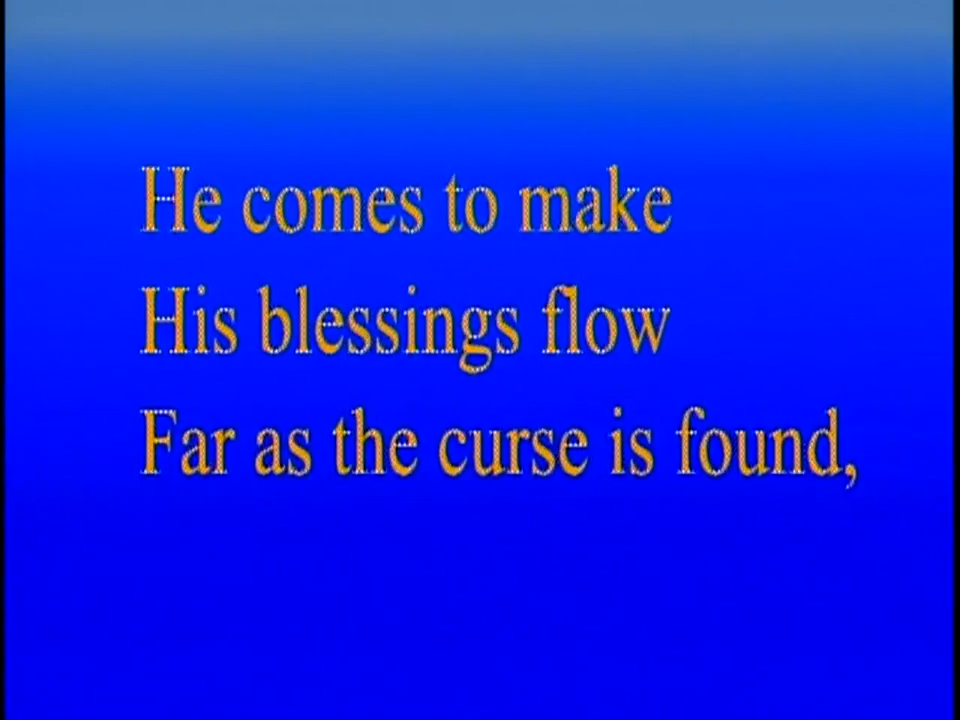 He comes to make
His blessings flow
Far as the curse is found,